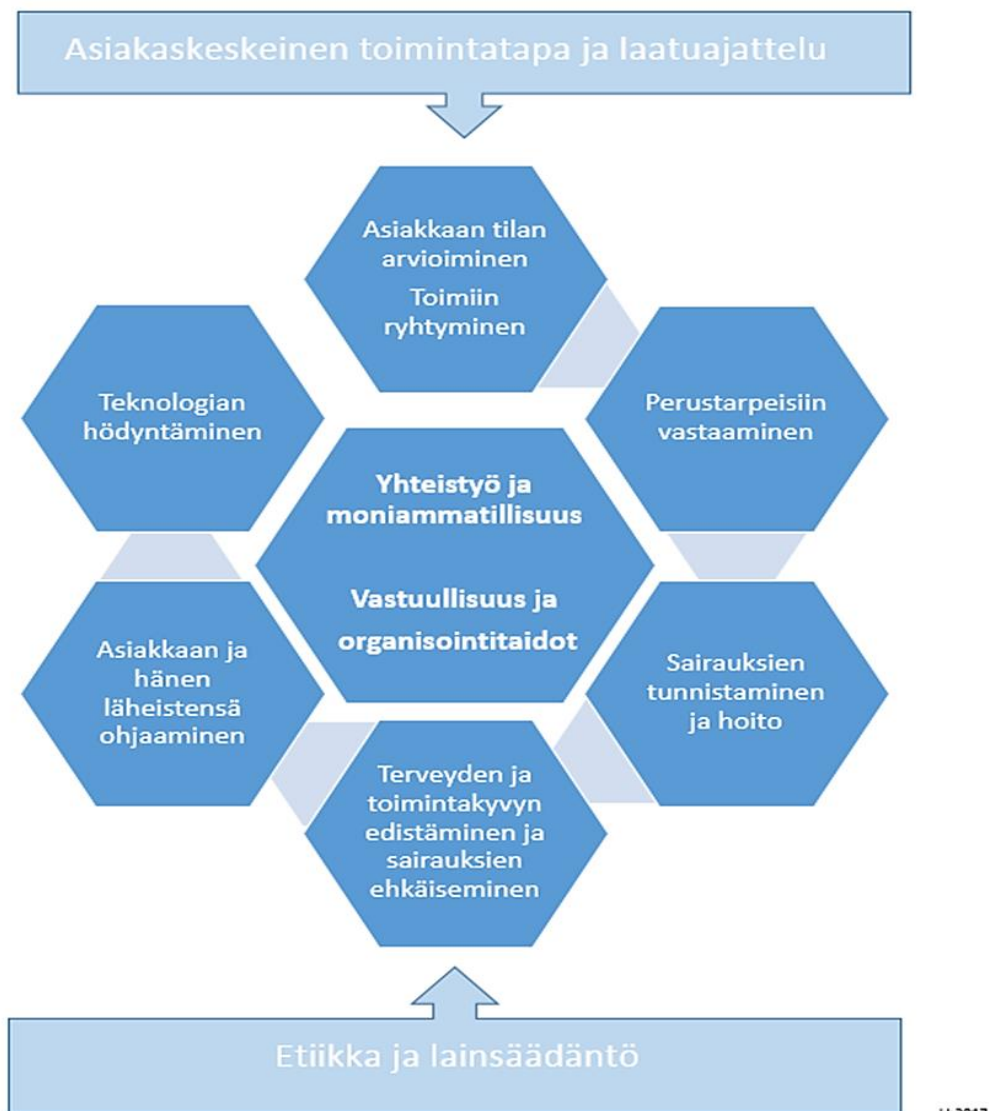 Asiakaskeskeinen toimintatapa ja laatuajattelu
Asiakkaan tilan
arvioiminen
Toimiin
ryhtyminen
Perustarpeisiin
vastaaminen
Sairauksien
tunnistaminen
ja hoito
Terveyden ja
toimintakyvyn
edistäminen ja
sairauksien
ehkäiseminen
Asiakkaan ja
hänen
läheistensä
ohjaaminen
Teknologian
hödyntäminen
Yhteistyö ja
moniammatillisuus
Vastuullisuus ja
organisointitaidot
Etiikka ja lainsäädäntö